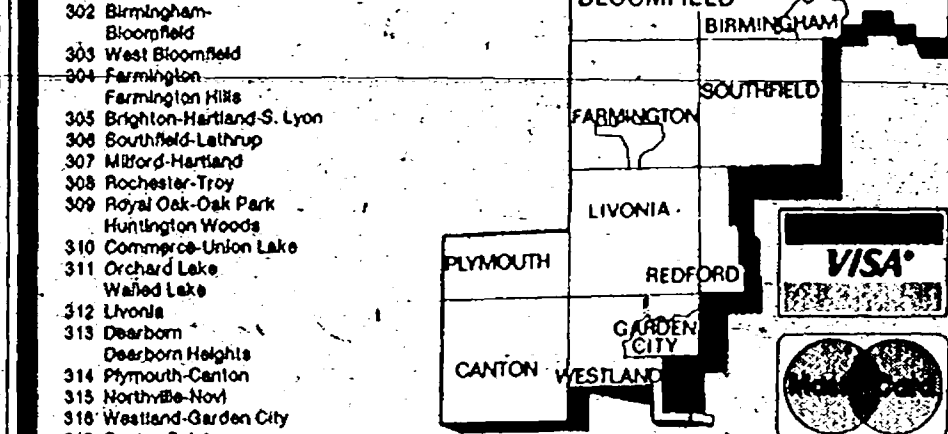 302 Birmingham-
Bloomfield
303 West Bloomfield
304 Farmington
Farmington Hills
305 Brighton-Hartland-S. Lyon
306 Southfield-Lathrup
307 Milford-Hartland
308 Rochester-Troy
309 Royal Oak-Oak Park
Huntington Woods
310 Commerce-Union Lake
311 Orchard Lake
Walled Lake
312 Livonia
313 Dearborn
Dearborn Heights
314 Plymouth-Canton
315 Northville-Novi
316 Westland-Garden City
BLOOMFIELD
BIRMINGHAM
SOUTHFIELD
FARMINGTON
LIVONIA
PLYMOUTH
REDFORD
GARDEN
CITY
CANTON
WESTLAND
VISA
MasterCard